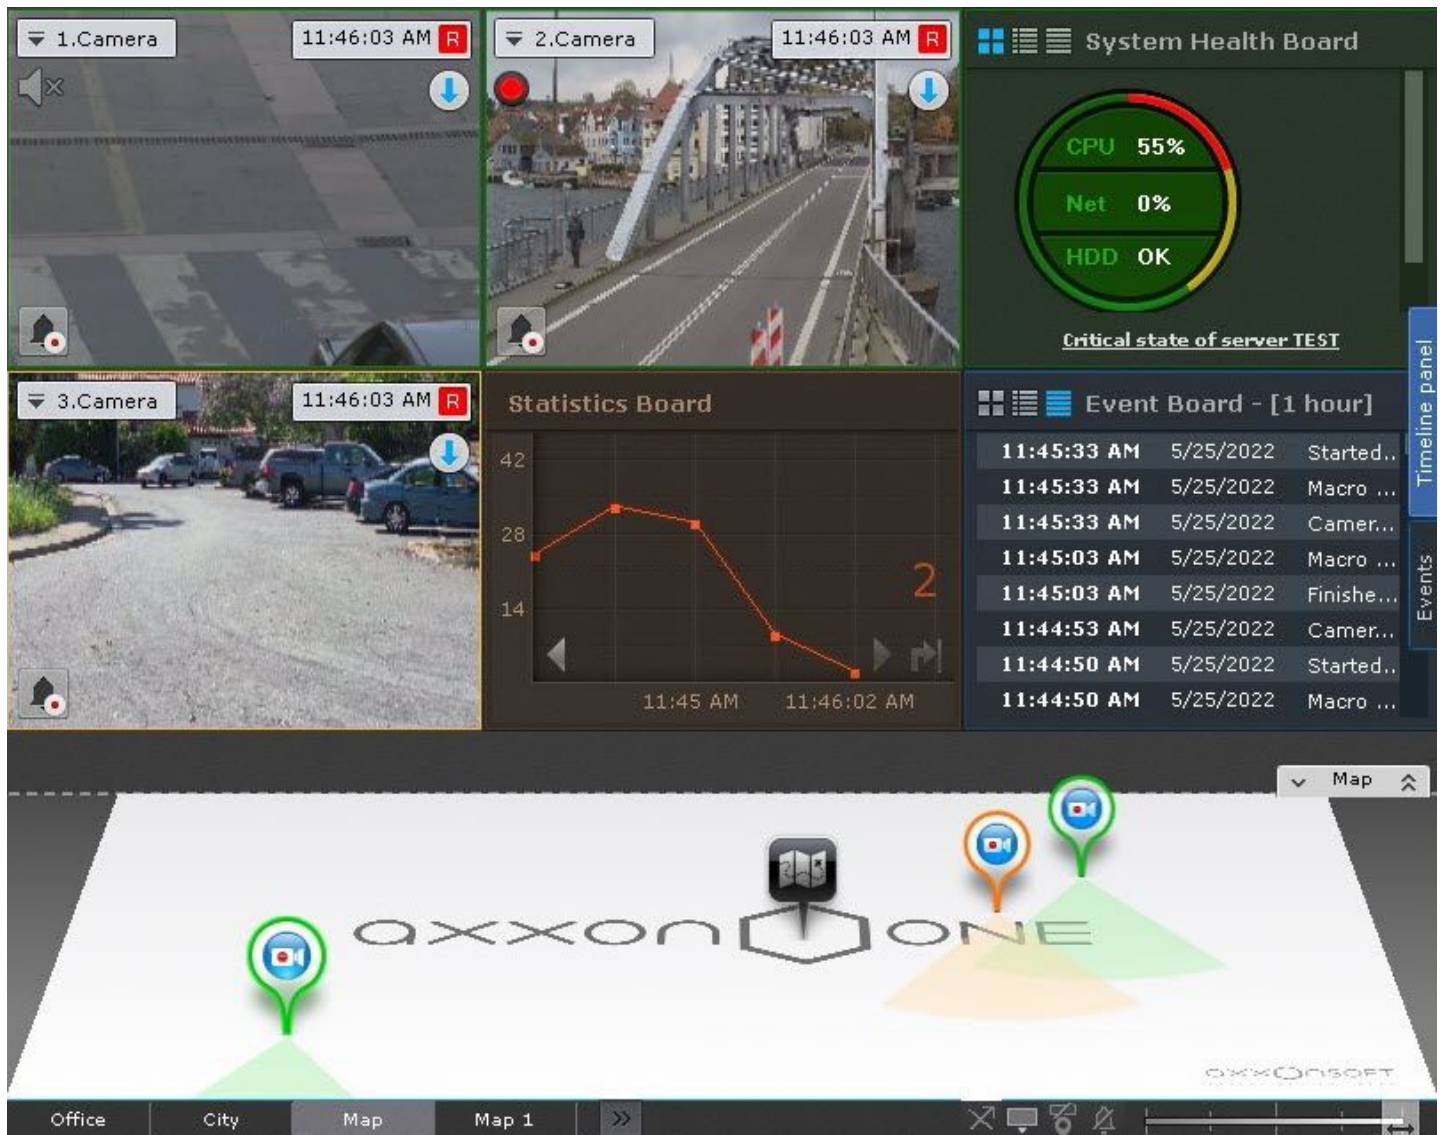 1.Camera
11:46:03 AM R
2.Camera
11:46:03 AM R
System Health Board
CPU 55%
Net 0%
HDD OK
Critical state of server TEST
3.Camera
11:46:03 AM R
Statistics Board
42
28
14
2
11:45 AM 11:46:02 AM
Event Board - [1 hour]
11:45:33 AM 5/25/2022 Started..
11:45:33 AM 5/25/2022 Macro ...
11:45:33 AM 5/25/2022 Camer...
11:45:03 AM 5/25/2022 Macro ...
11:45:03 AM 5/25/2022 Finishe...
11:44:53 AM 5/25/2022 Camer...
11:44:50 AM 5/25/2022 Started..
11:44:50 AM 5/25/2022 Macro ...
Timeline panel
Events
Map
axxon ONE
axxonsoft
Office City Map Map 1